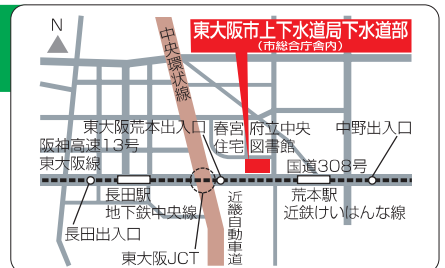 N
東大阪市上下水道局下水道部
(市総合庁舎内)
中央環状線
東大阪荒本出入口
春宮
住宅
府立中央
図書館
中野出入口
阪神高速13号
東大阪線
国道308号
長田駅
地下鉄中央線
荒本駅
近鉄けいはんな線
長田出入口
近畿自動車道
東大阪JCT